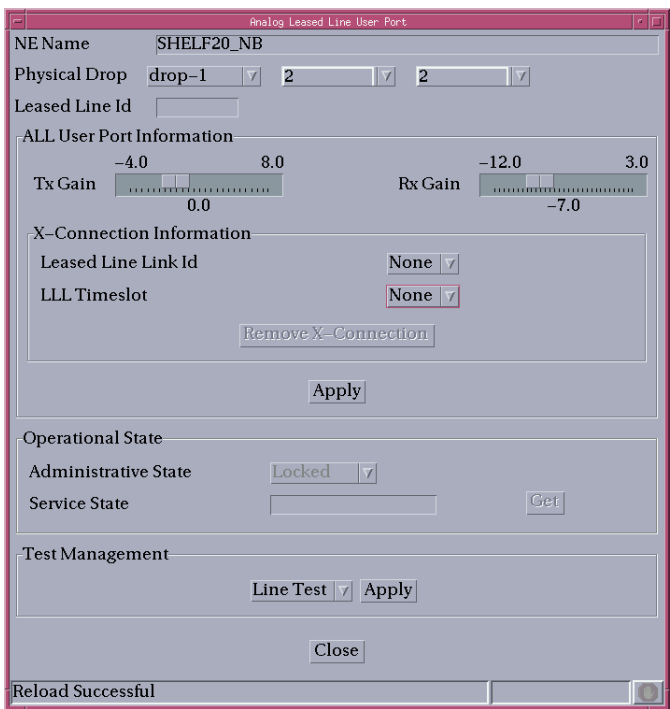 Analog Leased Line User Port
NE Name SHELF20_NB
Physical Drop drop-1 2 2
Leased Line Id
ALL User Port Information
-4.0 8.0 -12.0 3.0
Tx Gain Rx Gain
0.0 -7.0
X-Connection Information
Leased Line Link Id None
LLL Timeslot None
Remove X-Connection
Apply
Operational State
Administrative State Locked
Service State Get
Test Management
Line Test Apply
Close
Reload Successful